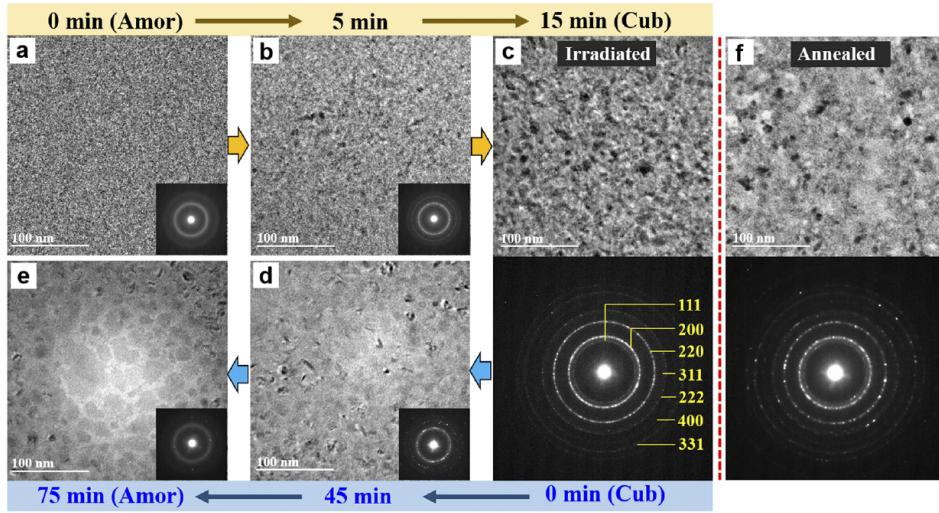 0 min (Amor) 5 min 15 min (Cub)
a b c Irradiated f Annealed
100 nm 100 nm 100 nm 100 nm
e d
111
200
220
311
222
400
331
100 nm 100 nm
75 min (Amor) 45 min 0 min (Cub)